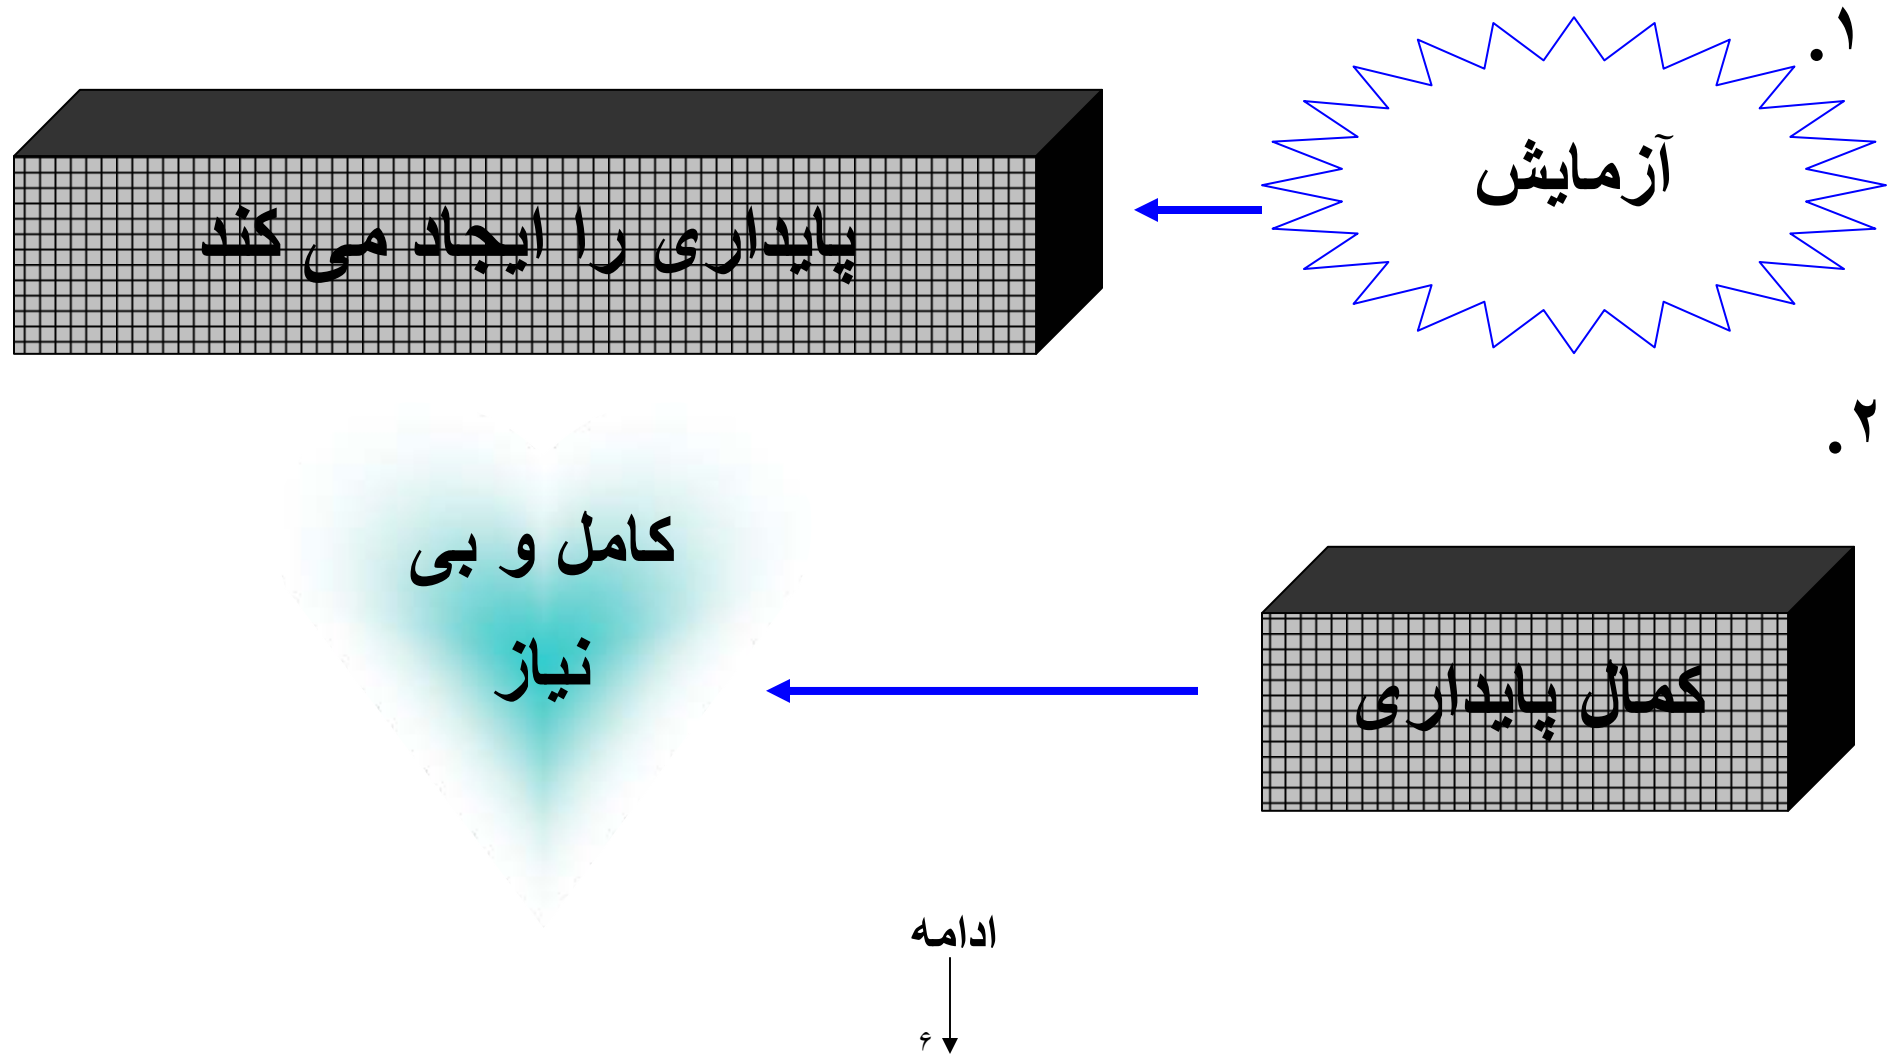 ۱.
آزمایش
پایداری را ایجاد می کند
۲.
کمال پایداری
کامل و بی
نیاز
ادامه
۶